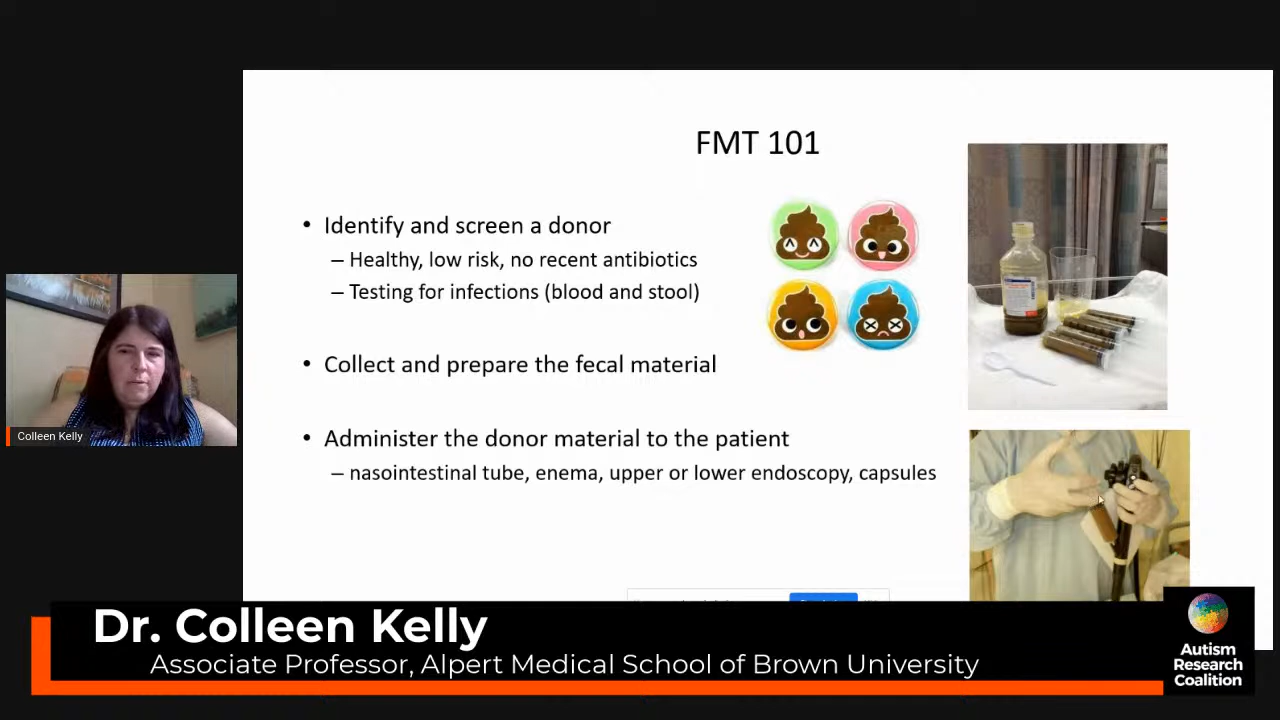 FMT 101
• Identify and screen a donor
– Healthy, low risk, no recent antibiotics
– Testing for infections (blood and stool)
• Collect and prepare the fecal material
• Administer the donor material to the patient
– nasointestinal tube, enema, upper or lower endoscopy, capsules
Colleen Kelly
Dr. Colleen Kelly
Associate Professor, Alpert Medical School of Brown University
Autism
Research
Coalition